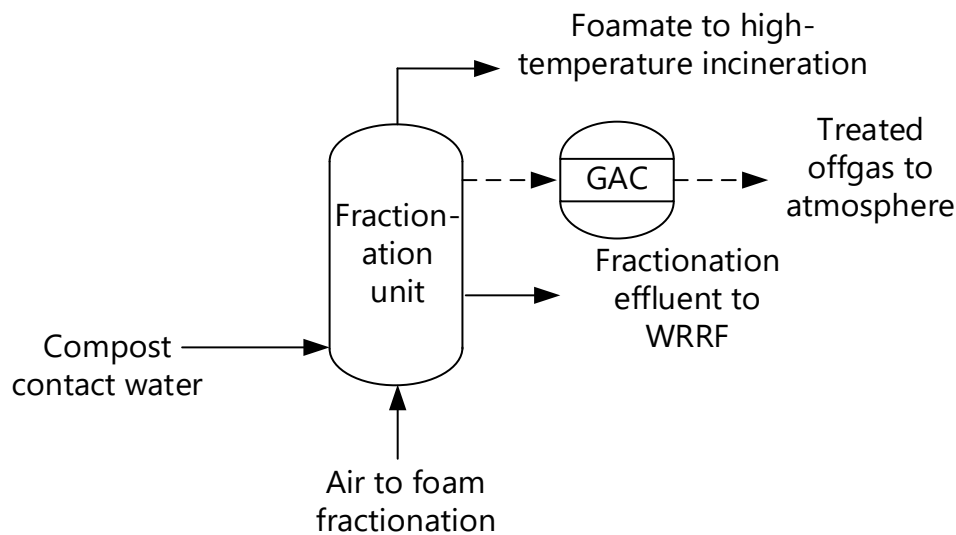 Foamate to high-
temperature incineration
Treated
offgas to
atmosphere
GAC
Fraction-
ation
unit
Fractionation
effluent to
WRRF
Compost
contact water
Air to foam
fractionation